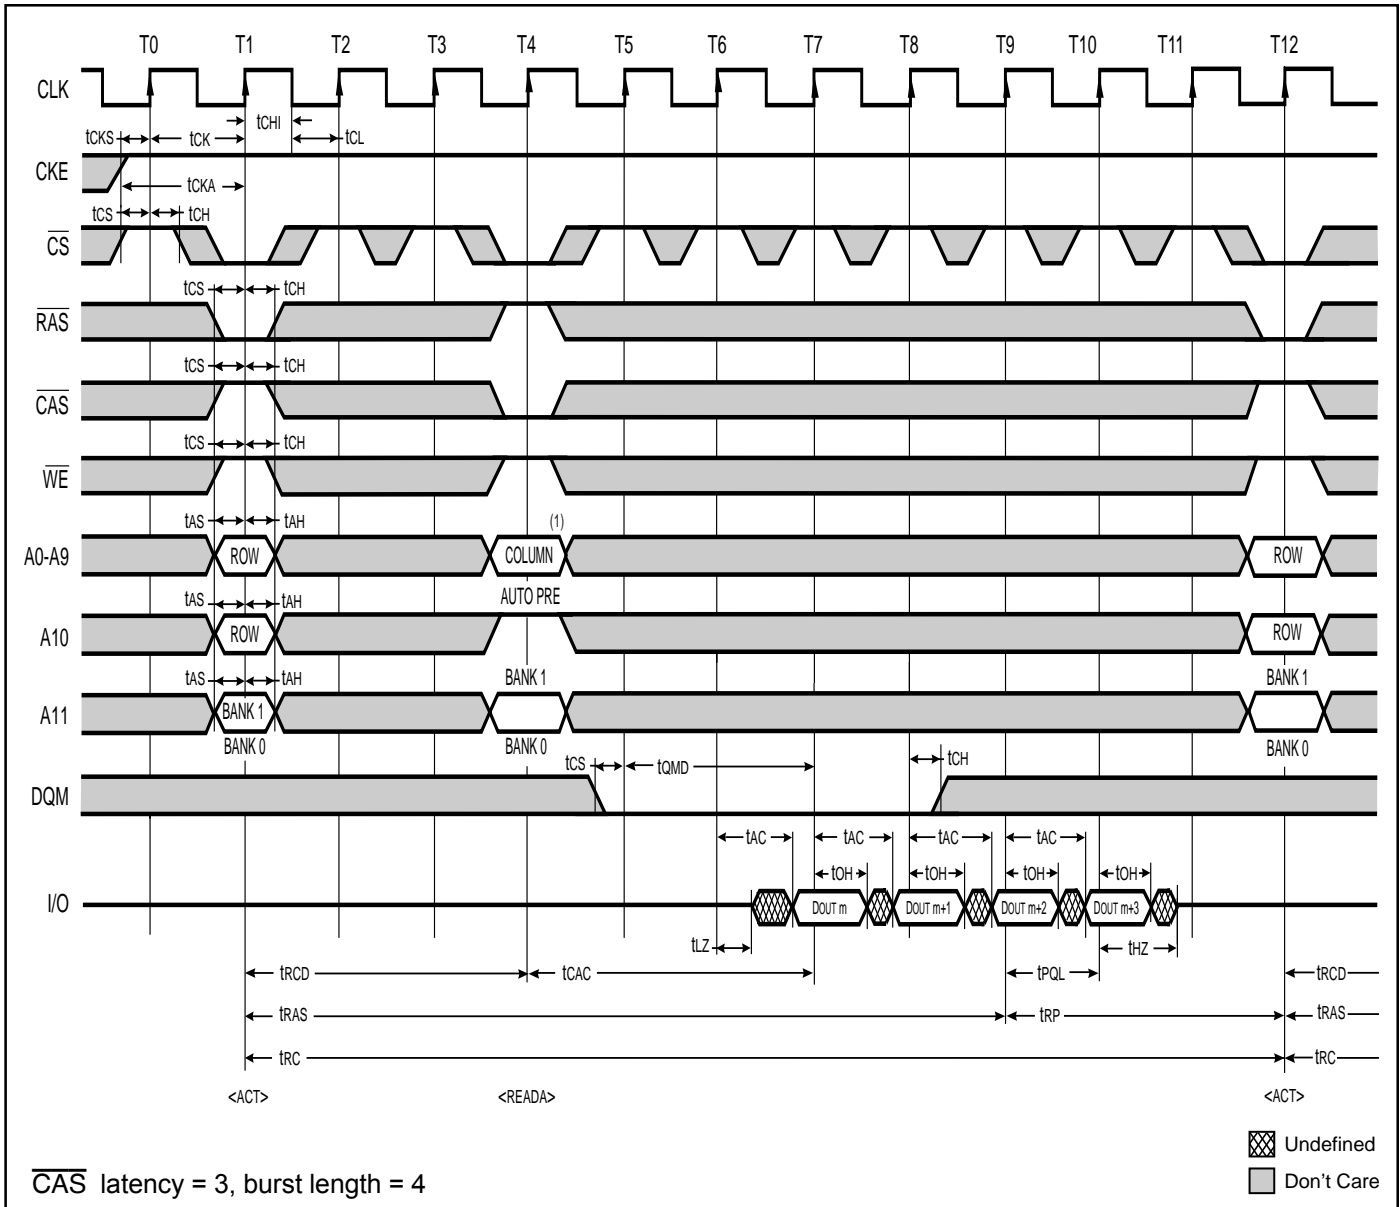 T0 T1 T2 T3 T4 T5 T6 T7 T8 T9 T10 T11 T12
CLK
tCHI
tCKS tCK tCL
CKE
tCKA
tCS tCH
CS
tCS tCH
RAS
tCS tCH
CAS
tCS tCH
WE
tAS tAH (1)
A0-A9 ROW COLUMN ROW
tAS tAH AUTO PRE
A10 ROW ROW
tAS tAH BANK 1 BANK 1
A11 BANK 1
BANK 0 BANK 0 BANK 0
tCS tQMD tCH
DQM
tAC tAC tAC tAC
tOH tOH tOH tOH
I/O DOUT m DOUT m+1 DOUT m+2 DOUT m+3
tLZ tHZ
tRCD tCAC tPQL tRCD
tRAS tRP tRAS
tRC tRC
<ACT> <READA> <ACT>
Undefined
Don't Care
CAS latency = 3, burst length = 4